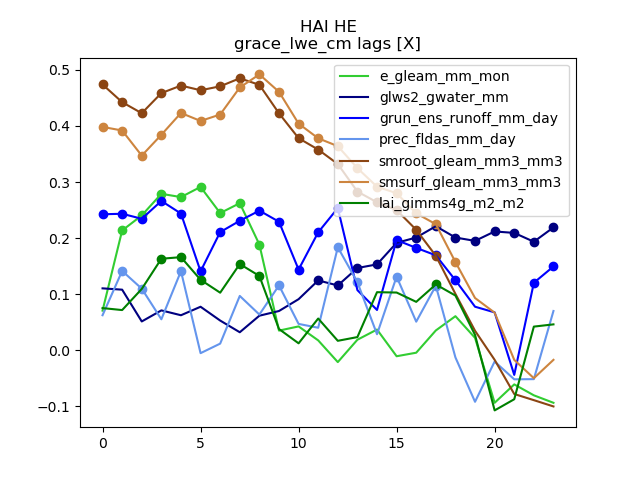 HAI HE
grace_lwe_cm lags [X]
e_gleam_mm_mon
glws2_gwater_mm
grun_ens_runoff_mm_day
prec_fldas_mm_day
smroot_gleam_mm3_mm3
smsurf_gleam_mm3_mm3
lai_gimms4g_m2_m2
0.5
0.4
0.3
0.2
0.1
0.0
−0.1
0
5
10
15
20